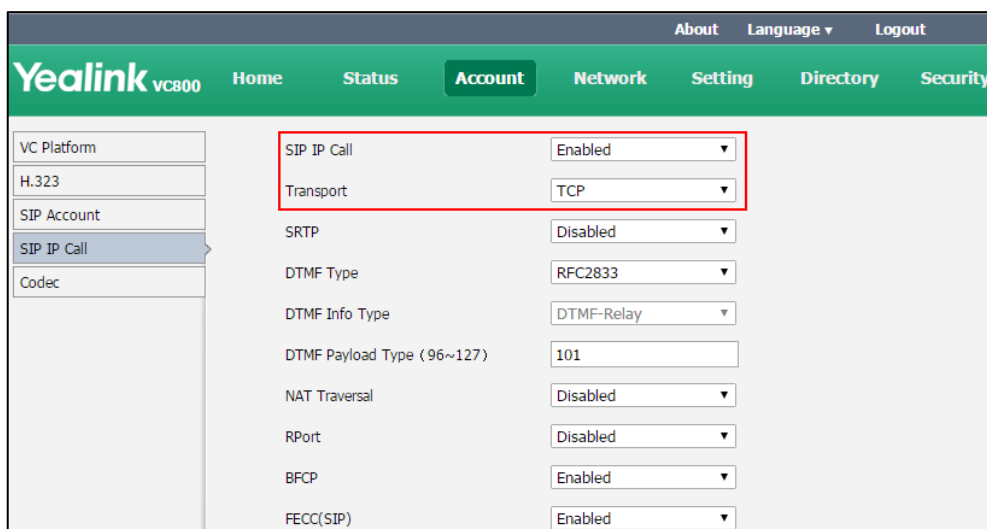 About Language ▾ Logout
Yealink VC800 Home Status Account Network Setting Directory Security
VC Platform
H.323
SIP Account
SIP IP Call
Codec
SIP IP Call Enabled
Transport TCP
SRTP Disabled
DTMF Type RFC2833
DTMF Info Type DTMF-Relay
DTMF Payload Type (96~127) 101
NAT Traversal Disabled
RPort Disabled
BFCP Enabled
FECC(SIP) Enabled